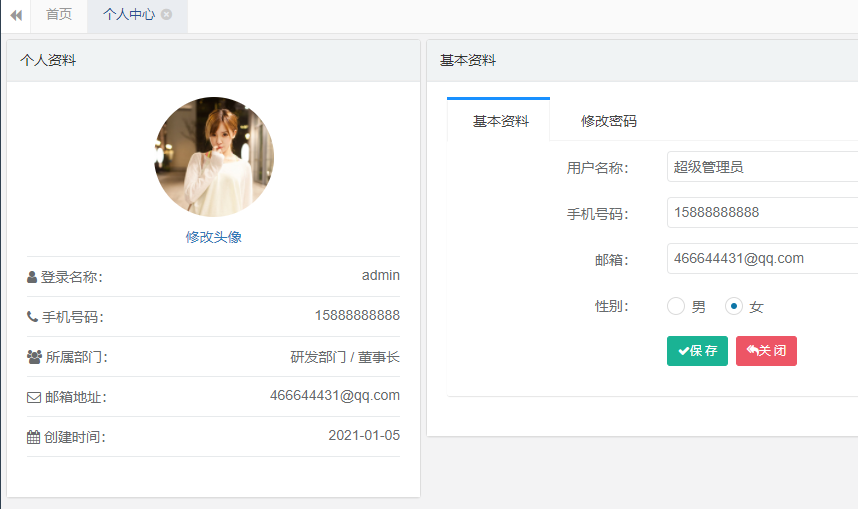 首页
个人中心
个人资料
修改头像
登录名称: admin
手机号码: 15888888888
所属部门: 研发部门 / 董事长
邮箱地址: 466644431@qq.com
创建时间: 2021-01-05
基本资料
基本资料 修改密码
用户名称: 超级管理员
手机号码: 15888888888
邮箱: 466644431@qq.com
性别: 男 女
保 存 关 闭